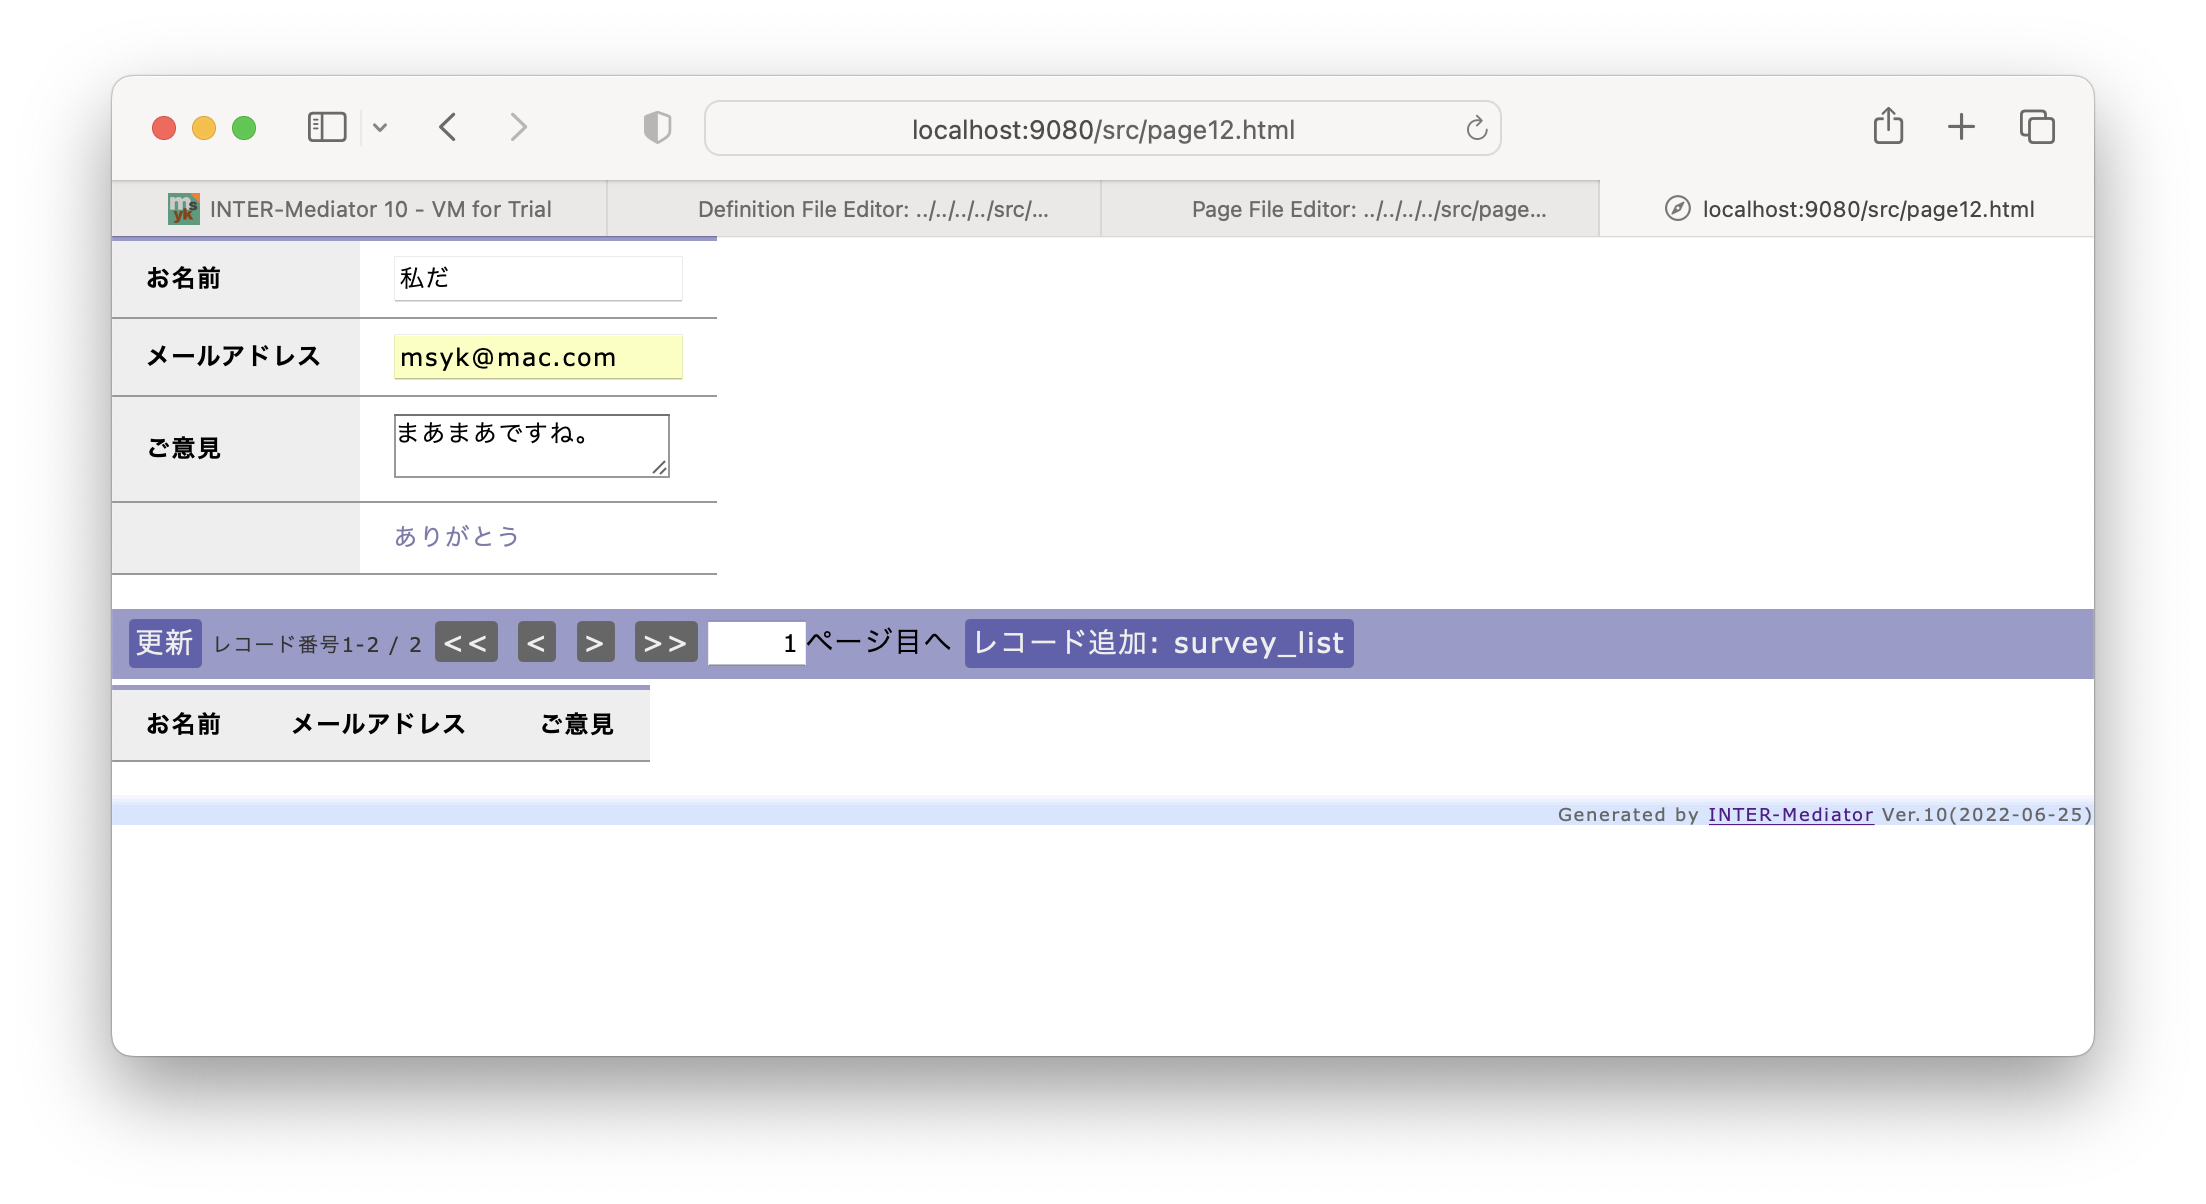 localhost:9080/src/page12.html
msyk INTER-Mediator 10 - VM for Trial
Definition File Editor: ../../../../src/...
Page File Editor: ../../../../src/page...
localhost:9080/src/page12.html
お名前 私だ
メールアドレス msyk@mac.com
ご意見 まあまあですね。
ありがとう
更新 レコード番号1-2 / 2 << < > >> 1ページ目へ レコード追加: survey_list
お名前 メールアドレス ご意見
Generated by INTER-Mediator Ver.10(2022-06-25)